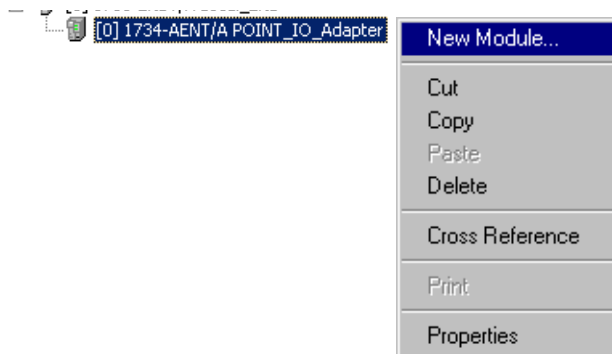 [0] 1734-AENT/A POINT_IO_Adapter
New Module...
Cut
Copy
Paste
Delete
Cross Reference
Print
Properties